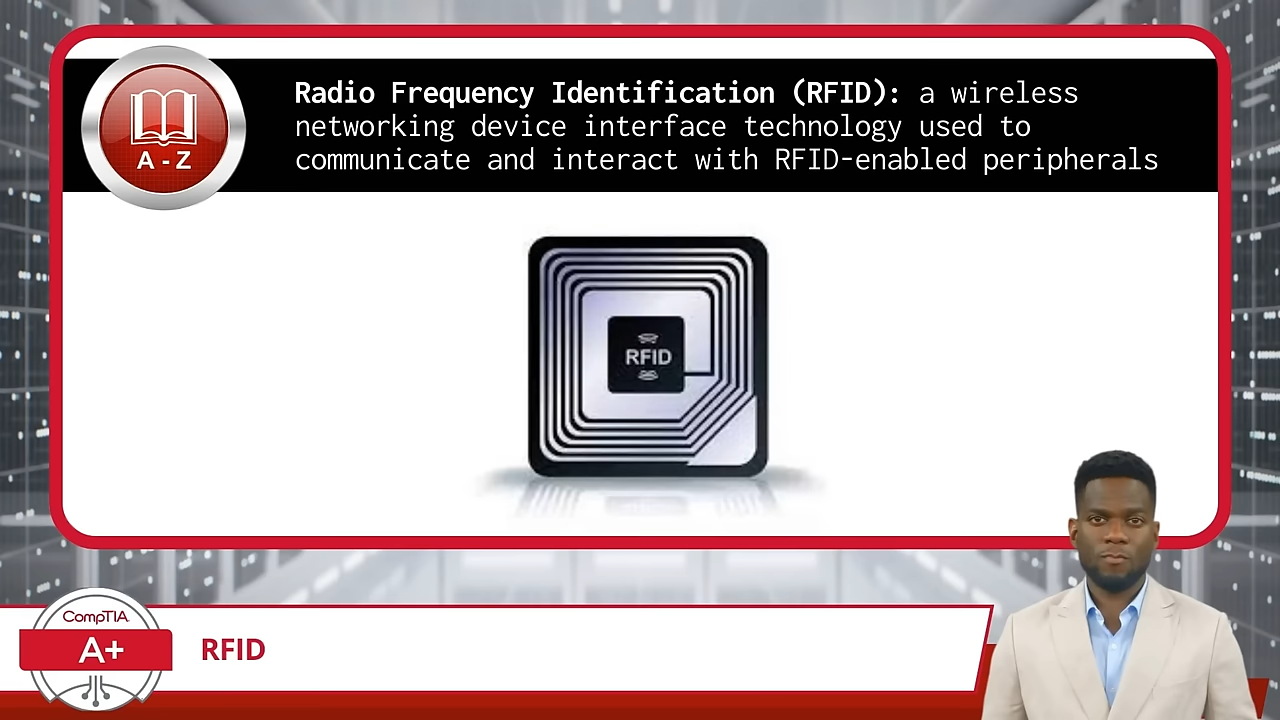 Radio Frequency Identification (RFID): a wireless
networking device interface technology used to
communicate and interact with RFID-enabled peripherals
A - Z
RFID
CompTIA
A+
RFID